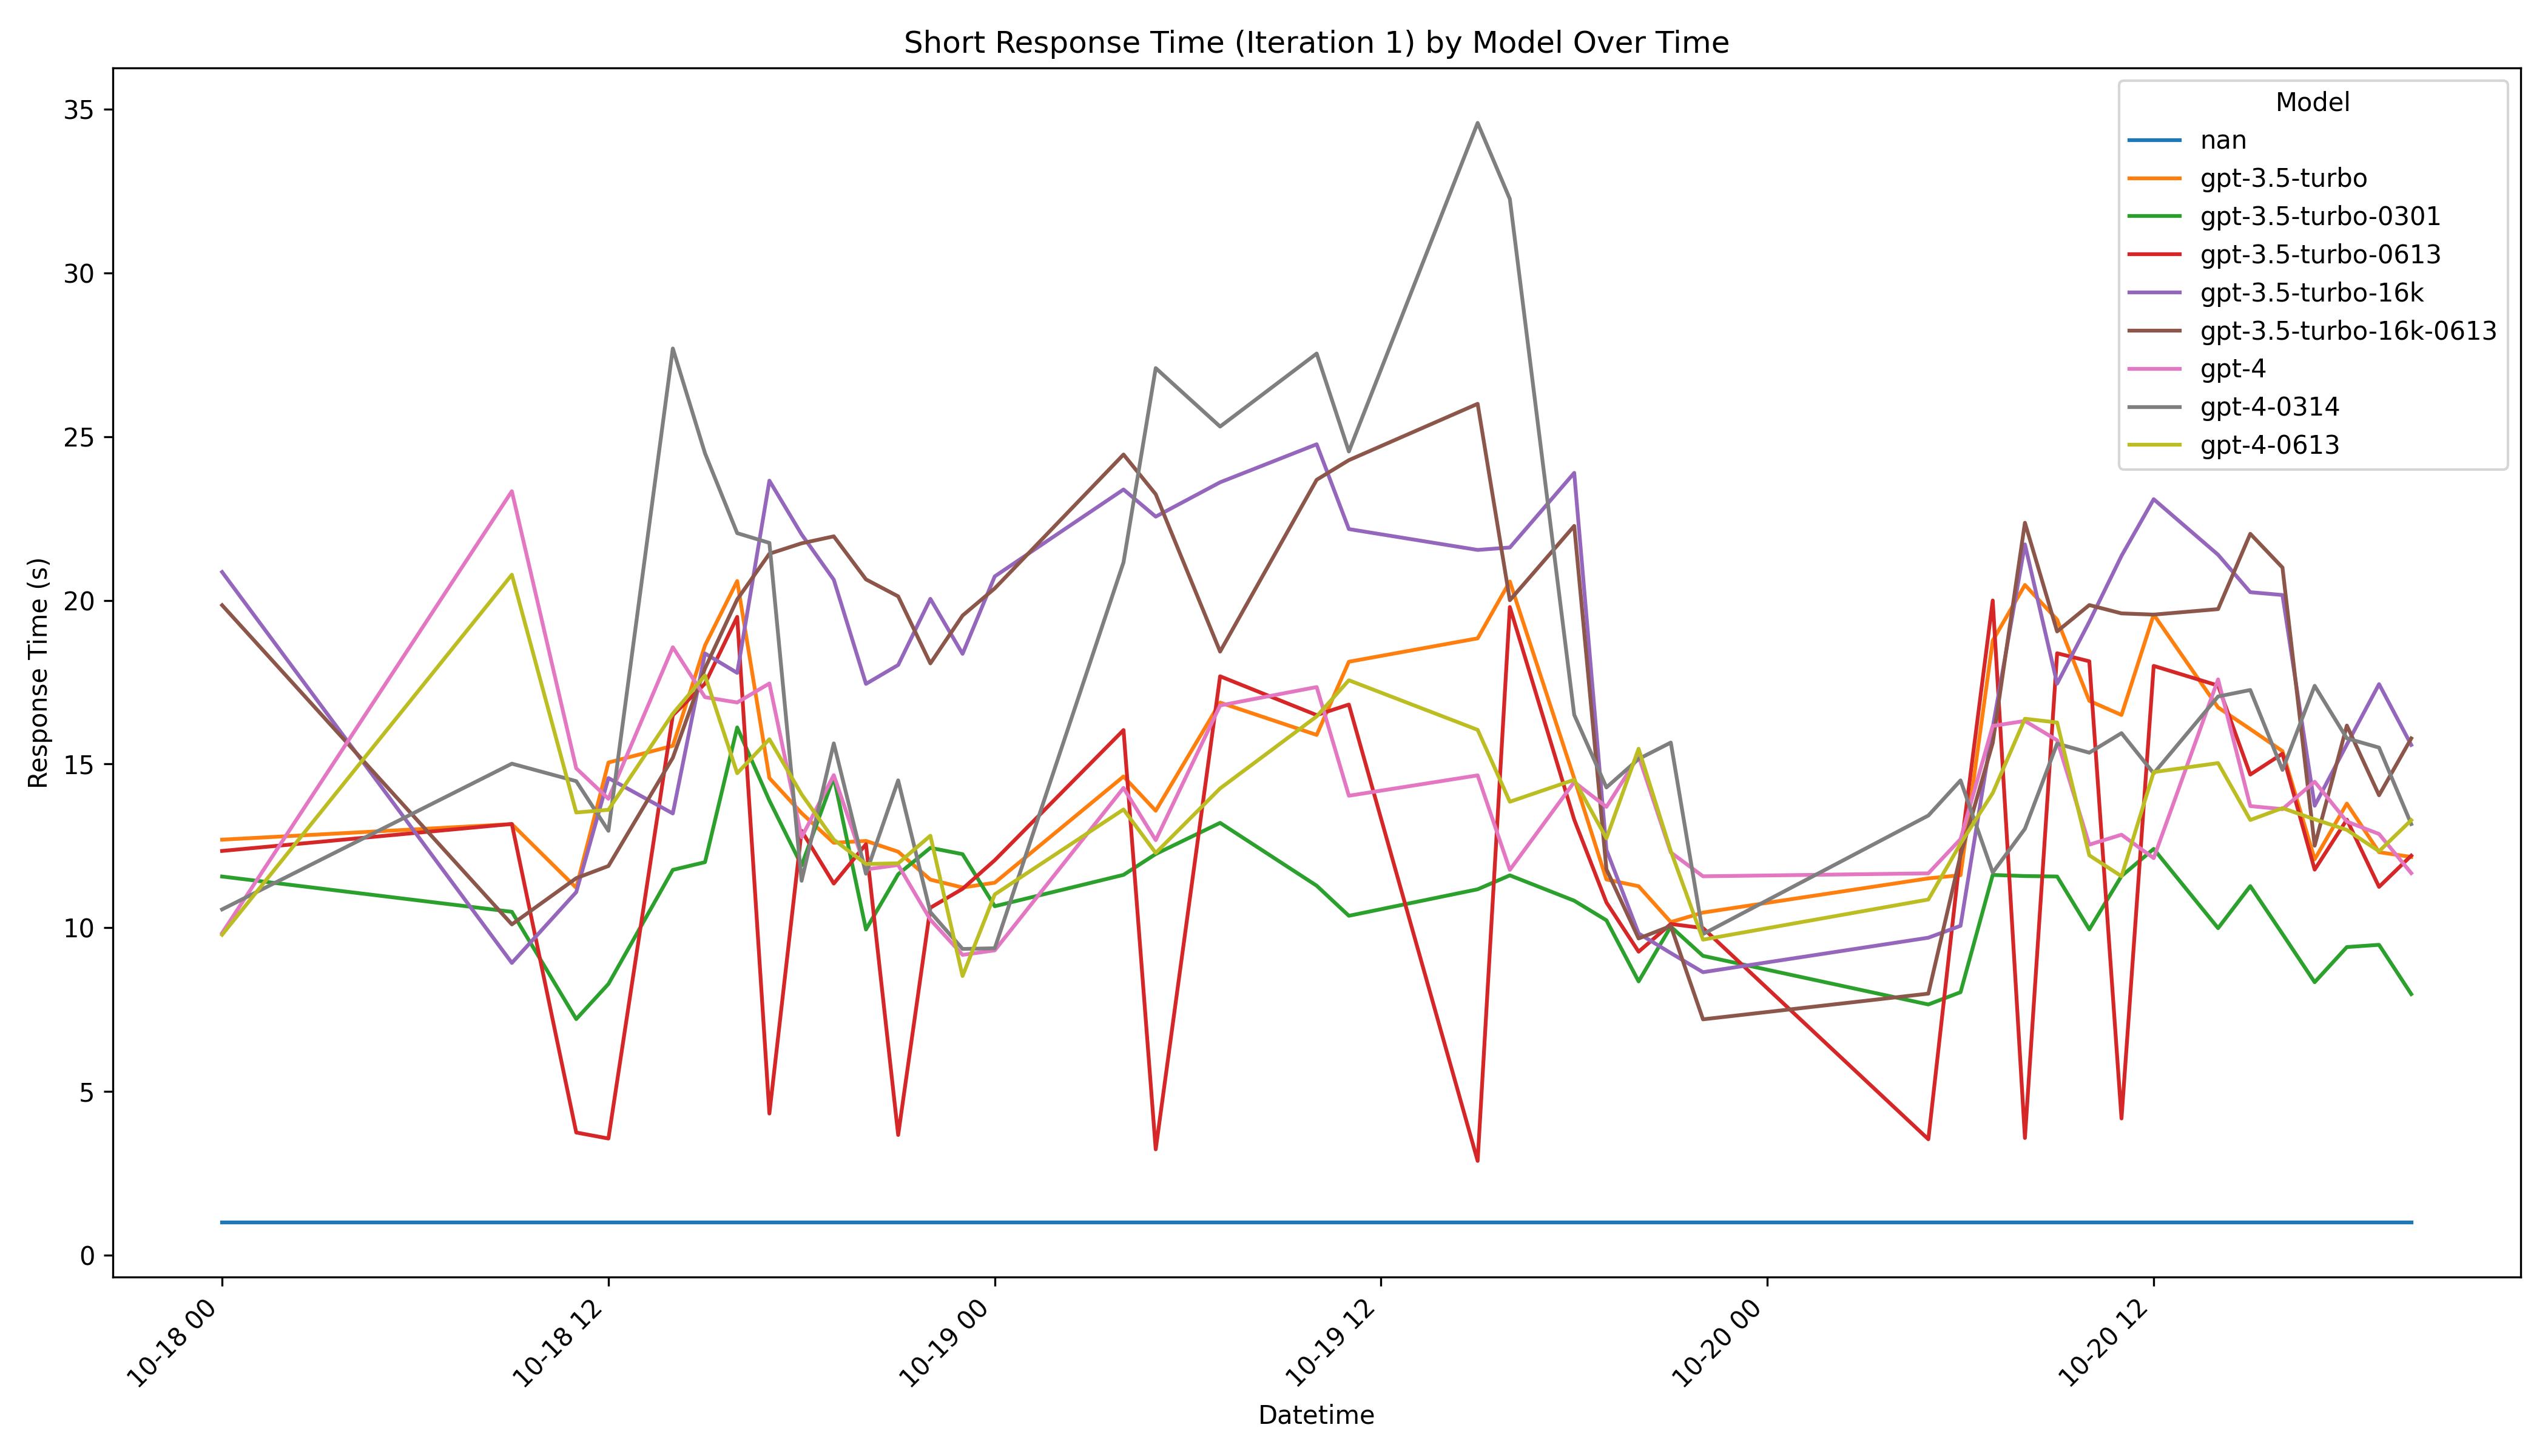 Short Response Time (Iteration 1) by Model Over Time
Response Time (s)
35
30
25
20
15
10
5
0
Model
nan
gpt-3.5-turbo
gpt-3.5-turbo-0301
gpt-3.5-turbo-0613
gpt-3.5-turbo-16k
gpt-3.5-turbo-16k-0613
gpt-4
gpt-4-0314
gpt-4-0613
10-18 00
10-18 12
10-19 00
10-19 12
10-20 00
10-20 12
Datetime